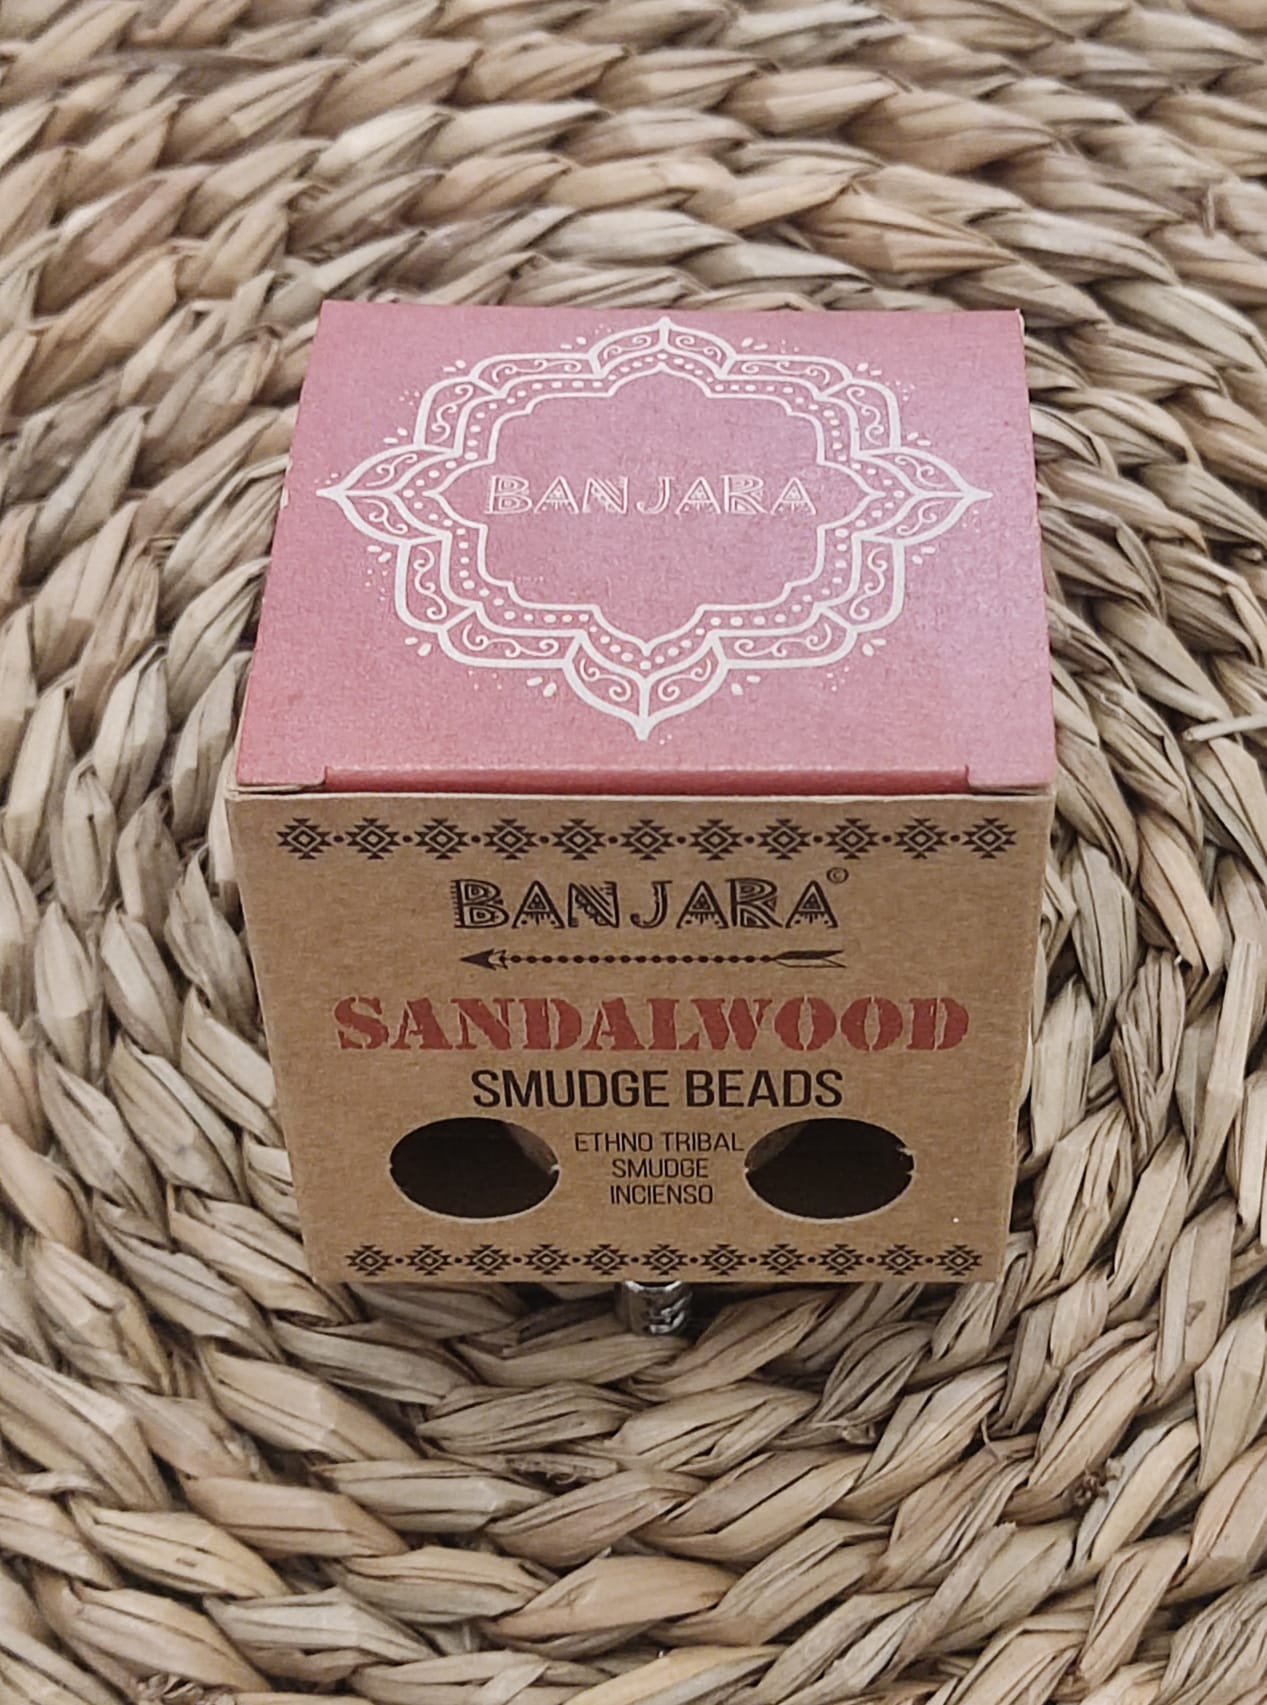 BANJARA
BANJARA©
SANDALWOOD
SMUDGE BEADS
ETHNO TRIBAL
SMUDGE
INCIENSO